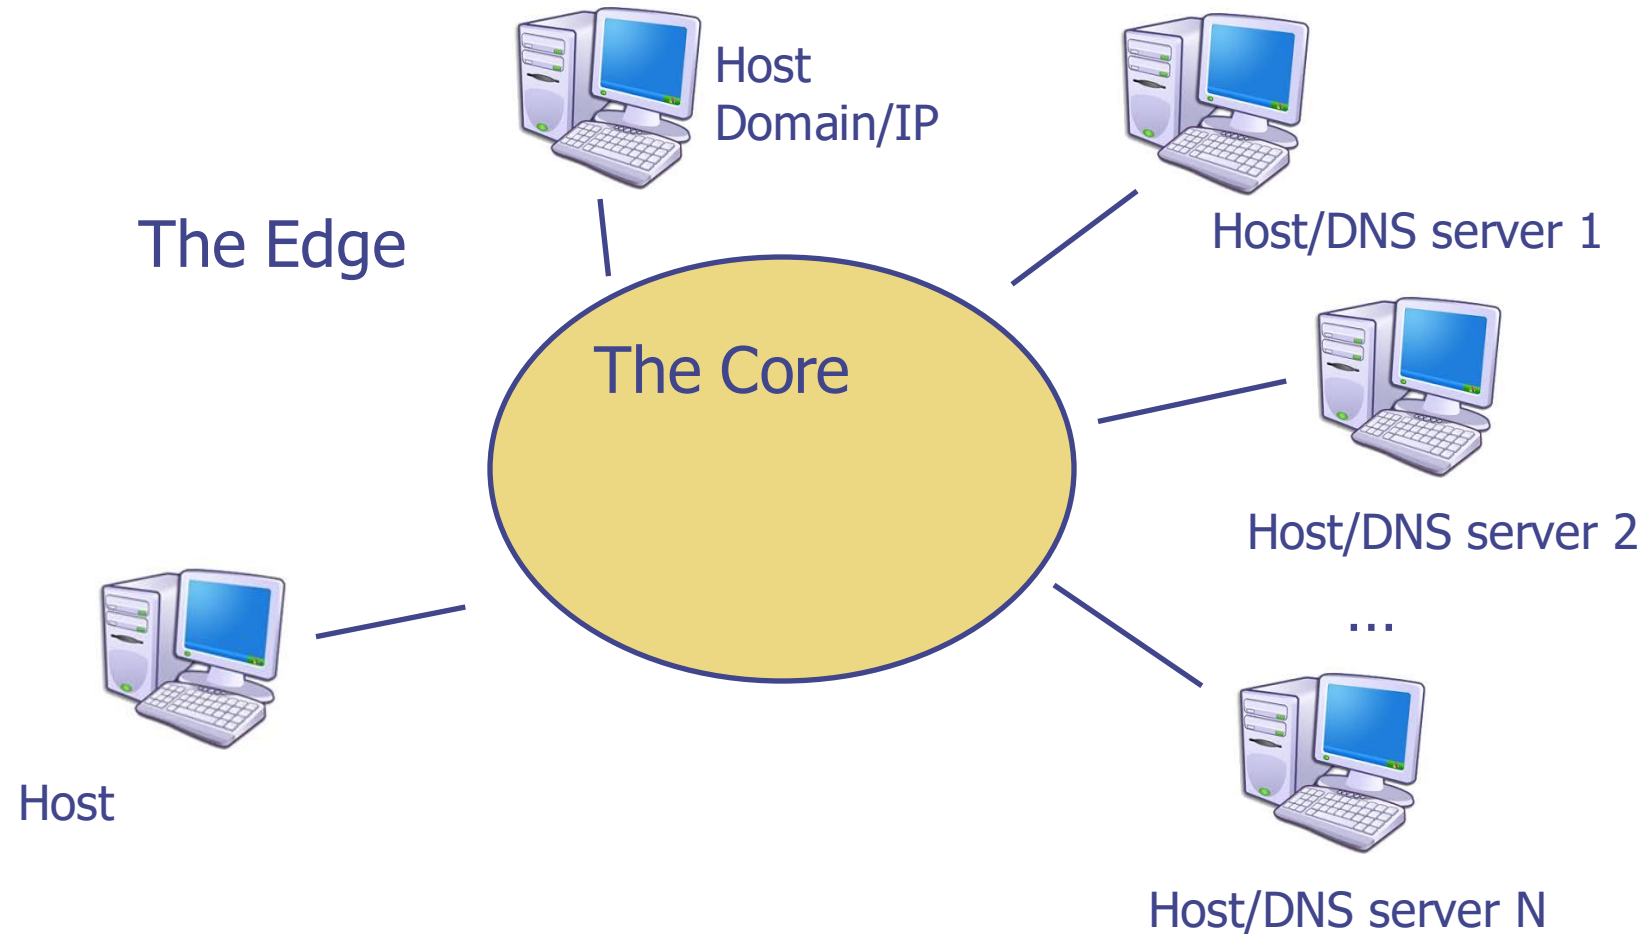 Host
Domain/IP
The Edge
Host/DNS server 1
The Core
Host/DNS server 2
...
Host
Host/DNS server N